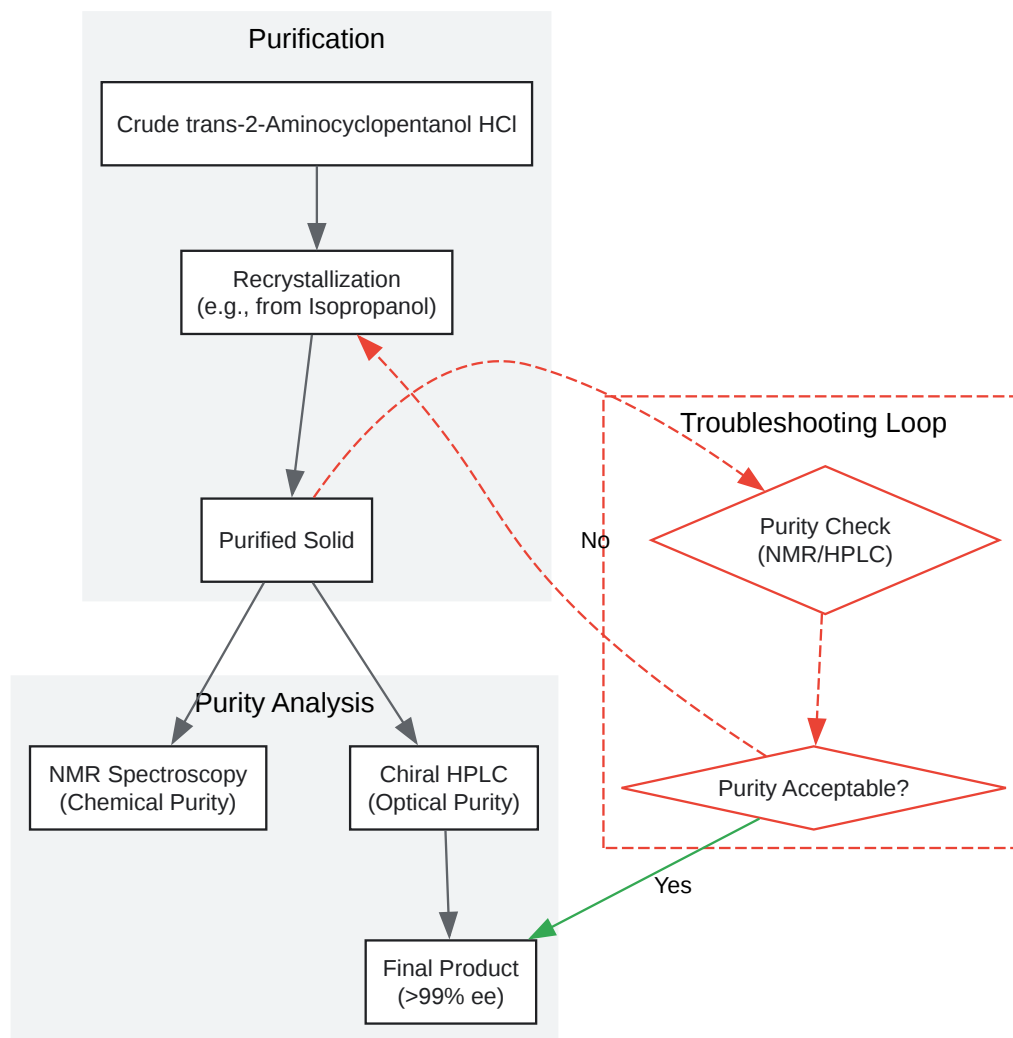 Purification
Crude trans-2-Aminocyclopentanol HCl
Recrystallization
(e.g., from Isopropanol)
Troubleshooting Loop
Purified Solid
No
Purity Check
(NMR/HPLC)
Purity Analysis
NMR Spectroscopy
(Chemical Purity)
Chiral HPLC
(Optical Purity)
Purity Acceptable?
Yes
Final Product
(>99% ee)